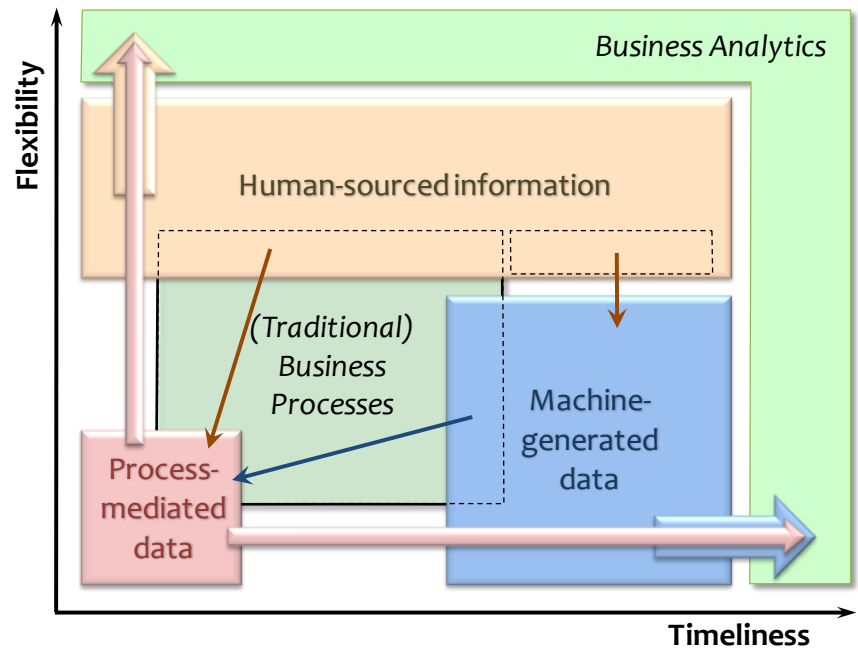 Business Analytics
Flexibility
Human-sourced information
(Traditional)
Business
Processes
Machine-
generated
data
Process-
mediated
data
Timeliness